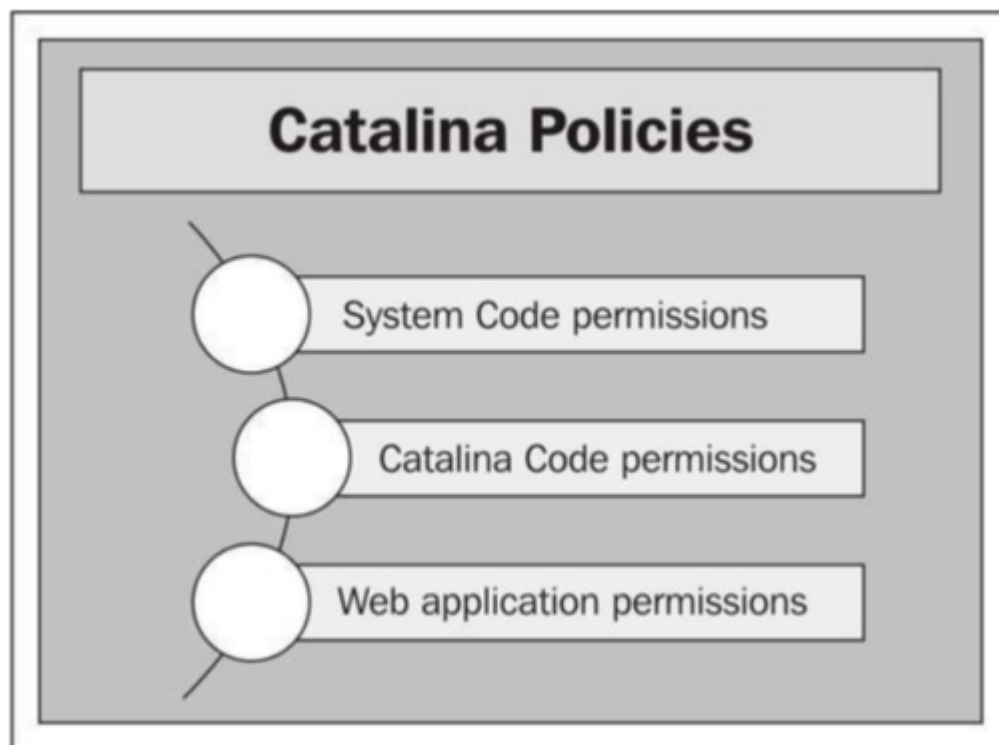 Catalina Policies
System Code permissions
Catalina Code permissions
Web application permissions